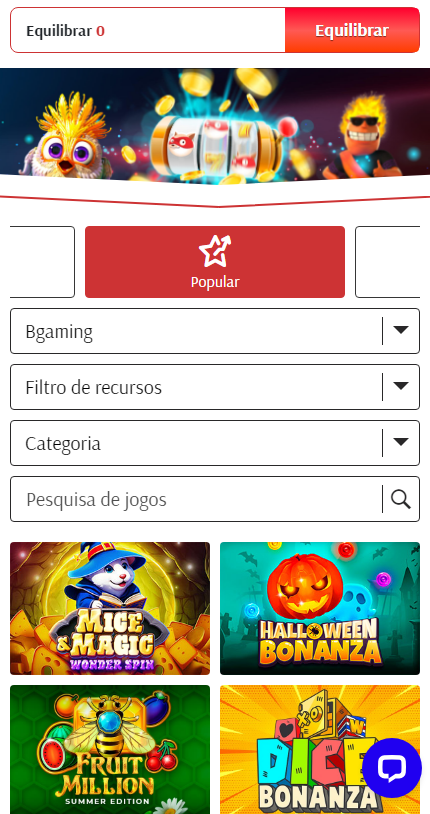 Equilibrar 0
Equilibrar
Popular
Bgaming
Filtro de recursos
Categoria
Pesquisa de jogos
MICE
& MAGIC
WONDER SPIN
HALLOWEEN
BONANZA
FRUIT
MILLION
SUMMER EDITION
DICE
BONANZA